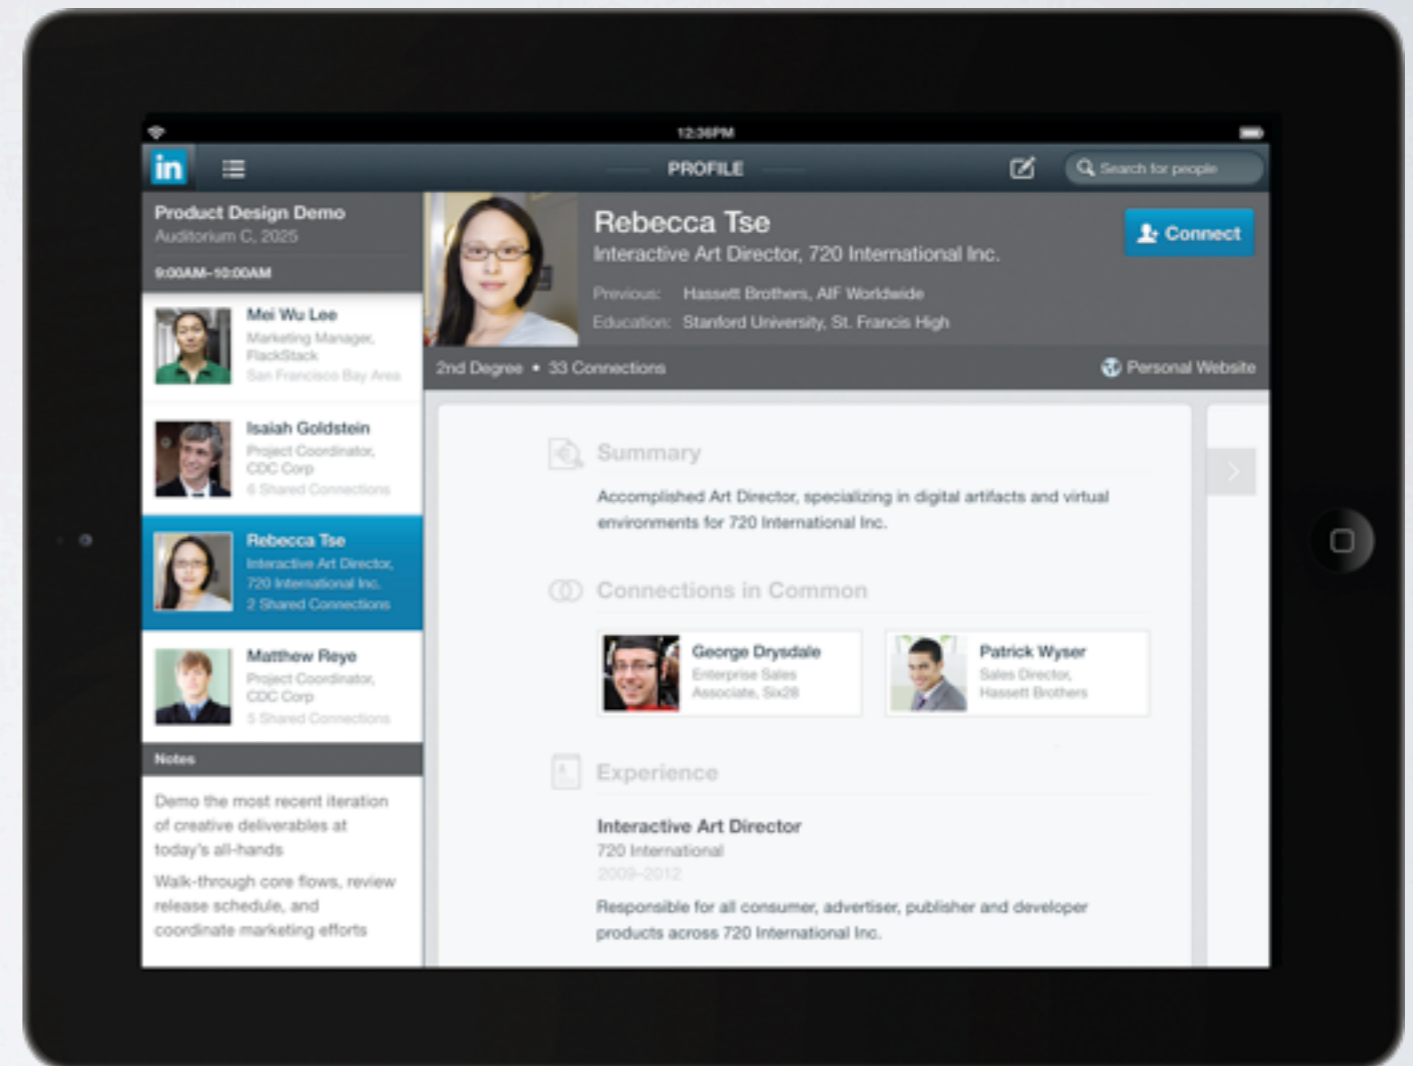 12:36PM
in
PROFILE
Search for people
Product Design Demo
Auditorium C, 2025
9:00AM–10:00AM
Mei Wu Lee
Marketing Manager,
FlackStack
San Francisco Bay Area
Isaiah Goldstein
Project Coordinator,
CDC Corp
6 Shared Connections
Rebecca Tse
Interactive Art Director,
720 International Inc.
2 Shared Connections
Matthew Reye
Project Coordinator,
CDC Corp
5 Shared Connections
Notes
Demo the most recent iteration
of creative deliverables at
today's all-hands
Walk-through core flows, review
release schedule, and
coordinate marketing efforts
Rebecca Tse
Interactive Art Director, 720 International Inc.
Connect
Previous: Hassett Brothers, AIF Worldwide
Education: Stanford University, St. Francis High
2nd Degree • 33 Connections
Personal Website
Summary
Accomplished Art Director, specializing in digital artifacts and virtual
environments for 720 International Inc.
Connections in Common
George Drysdale
Enterprise Sales
Associate, Six28
Patrick Wyser
Sales Director,
Hassett Brothers
Experience
Interactive Art Director
720 International
2009–2012
Responsible for all consumer, advertiser, publisher and developer
products across 720 International Inc.